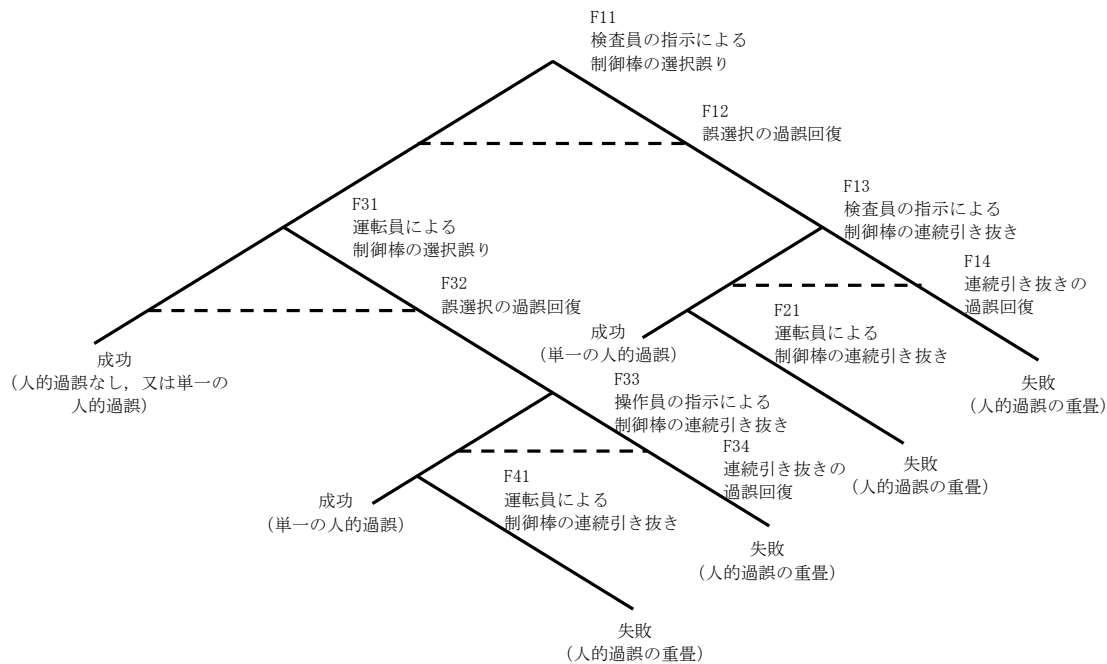 F11
検査員の指示による
制御棒の選択誤り
F12
誤選択の過誤回復
F13
検査員の指示による
制御棒の連続引き抜き
F14
連続引き抜きの
過誤回復
F31
運転員による
制御棒の選択誤り
F32
誤選択の過誤回復
F21
運転員による
制御棒の連続引き抜き
成功
（単一の人的過誤）
成功
（人的過誤なし，又は単一の
人的過誤）
失敗
（人的過誤の重畳）
F33
操作員の指示による
制御棒の連続引き抜き
F34
連続引き抜きの
過誤回復
失敗
（人的過誤の重畳）
F41
運転員による
制御棒の連続引き抜き
成功
（単一の人的過誤）
失敗
（人的過誤の重畳）
失敗
（人的過誤の重畳）